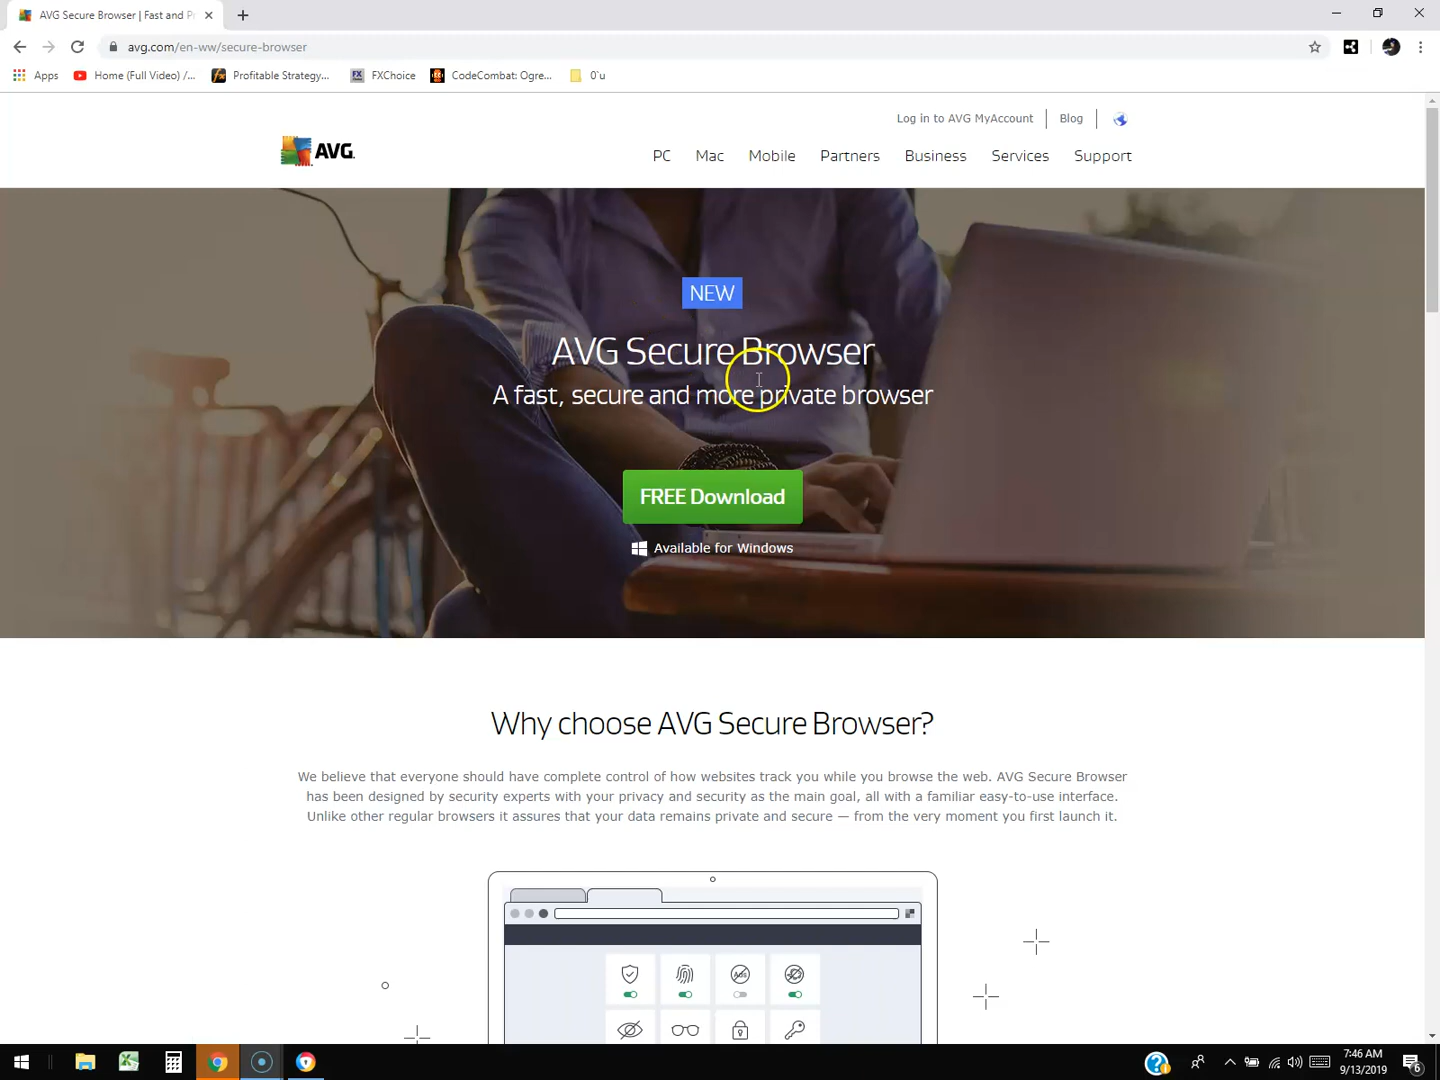 AVG Secure Browser | Fast and Pr
avg.com/en-ww/secure-browser
Apps Home (Full Video) /... Profitable Strategy... FXChoice CodeCombat: Ogre... 0`u
Log in to AVG MyAccount Blog
AVG.
PC Mac Mobile Partners Business Services Support
NEW
AVG Secure Browser
A fast, secure and more private browser
FREE Download
Available for Windows
Why choose AVG Secure Browser?
We believe that everyone should have complete control of how websites track you while you browse the web. AVG Secure Browser
has been designed by security experts with your privacy and security as the main goal, all with a familiar easy-to-use interface.
Unlike other regular browsers it assures that your data remains private and secure — from the very moment you first launch it.
Ads
7:46 AM
9/13/2019
6